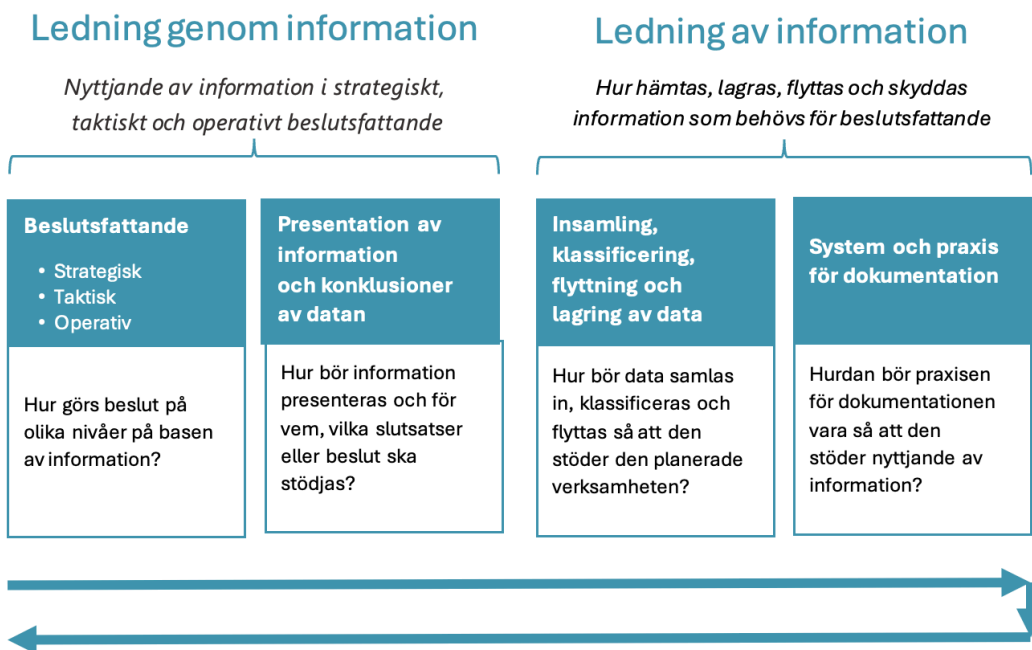 Ledning genom information
Nyttjande av information i strategiskt,
taktiskt och operativt beslutsfattande
Ledning av information
Hur hämtas, lagras, flyttas och skyddas
information som behövs för beslutsfattande
Beslutsfattande
• Strategisk
• Taktisk
• Operativ
Hur görs beslut på
olika nivåer på basen
av information?
Presentation av
information
och konklusioner
av datan
Hur bör information
presenteras och för
vem, vilka slutsatser
eller beslut ska
stödjas?
Insamling,
klassificering,
flyttning och
lagring av data
Hur bör data samlas
in, klassificeras och
flyttas så att den
stöder den planerade
verksamheten?
System och praxis
för dokumentation
Hurdan bör praxisen
för dokumentationen
vara så att den
stöder nyttjande av
information?